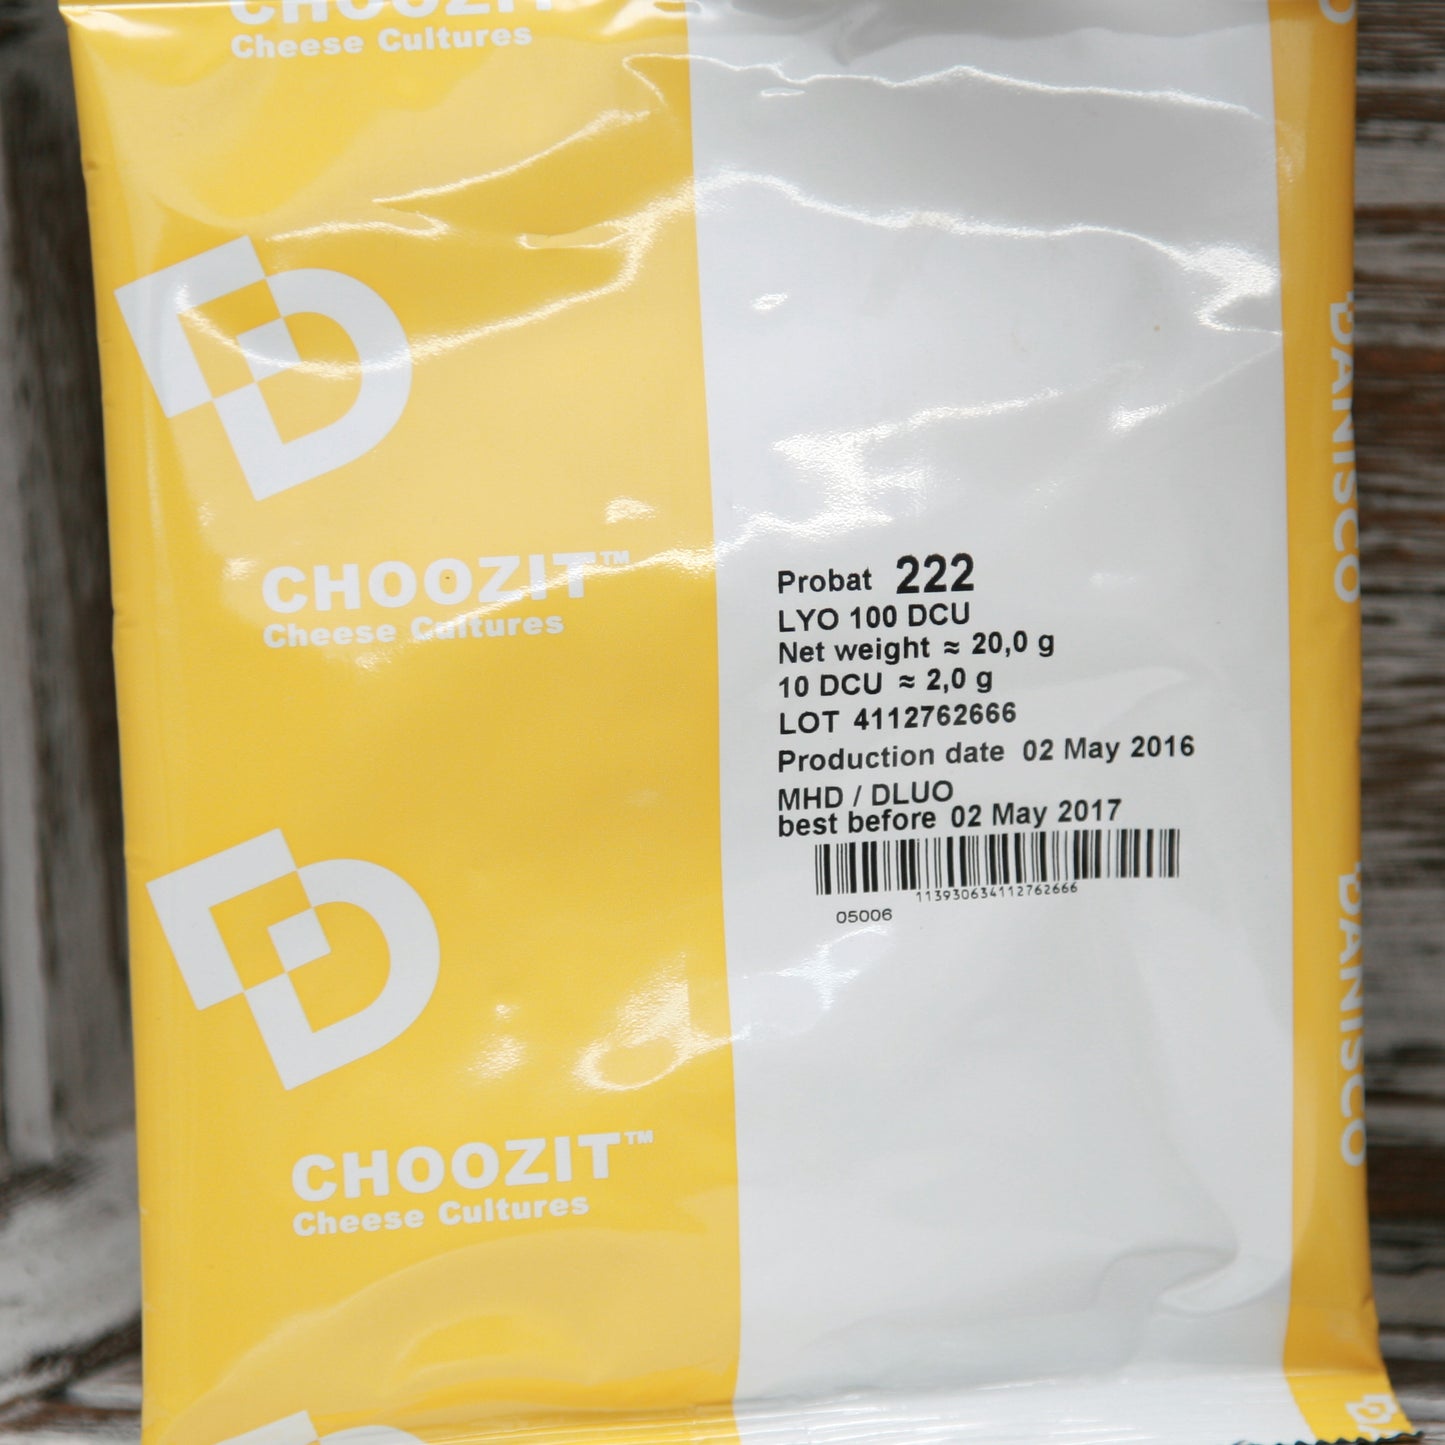 CHOOZIT
Cheese Cultures
CHOOZIT™
Cheese Cultures
CHOOZIT™
Cheese Cultures
Probat 222
LYO 100 DCU
Net weight ≈ 20,0 g
10 DCU ≈ 2,0 g
LOT 4112762666
Production date 02 May 2016
MHD / DLUO
best before 02 May 2017
113930634112762666
05006
DANISCO
DANISCO